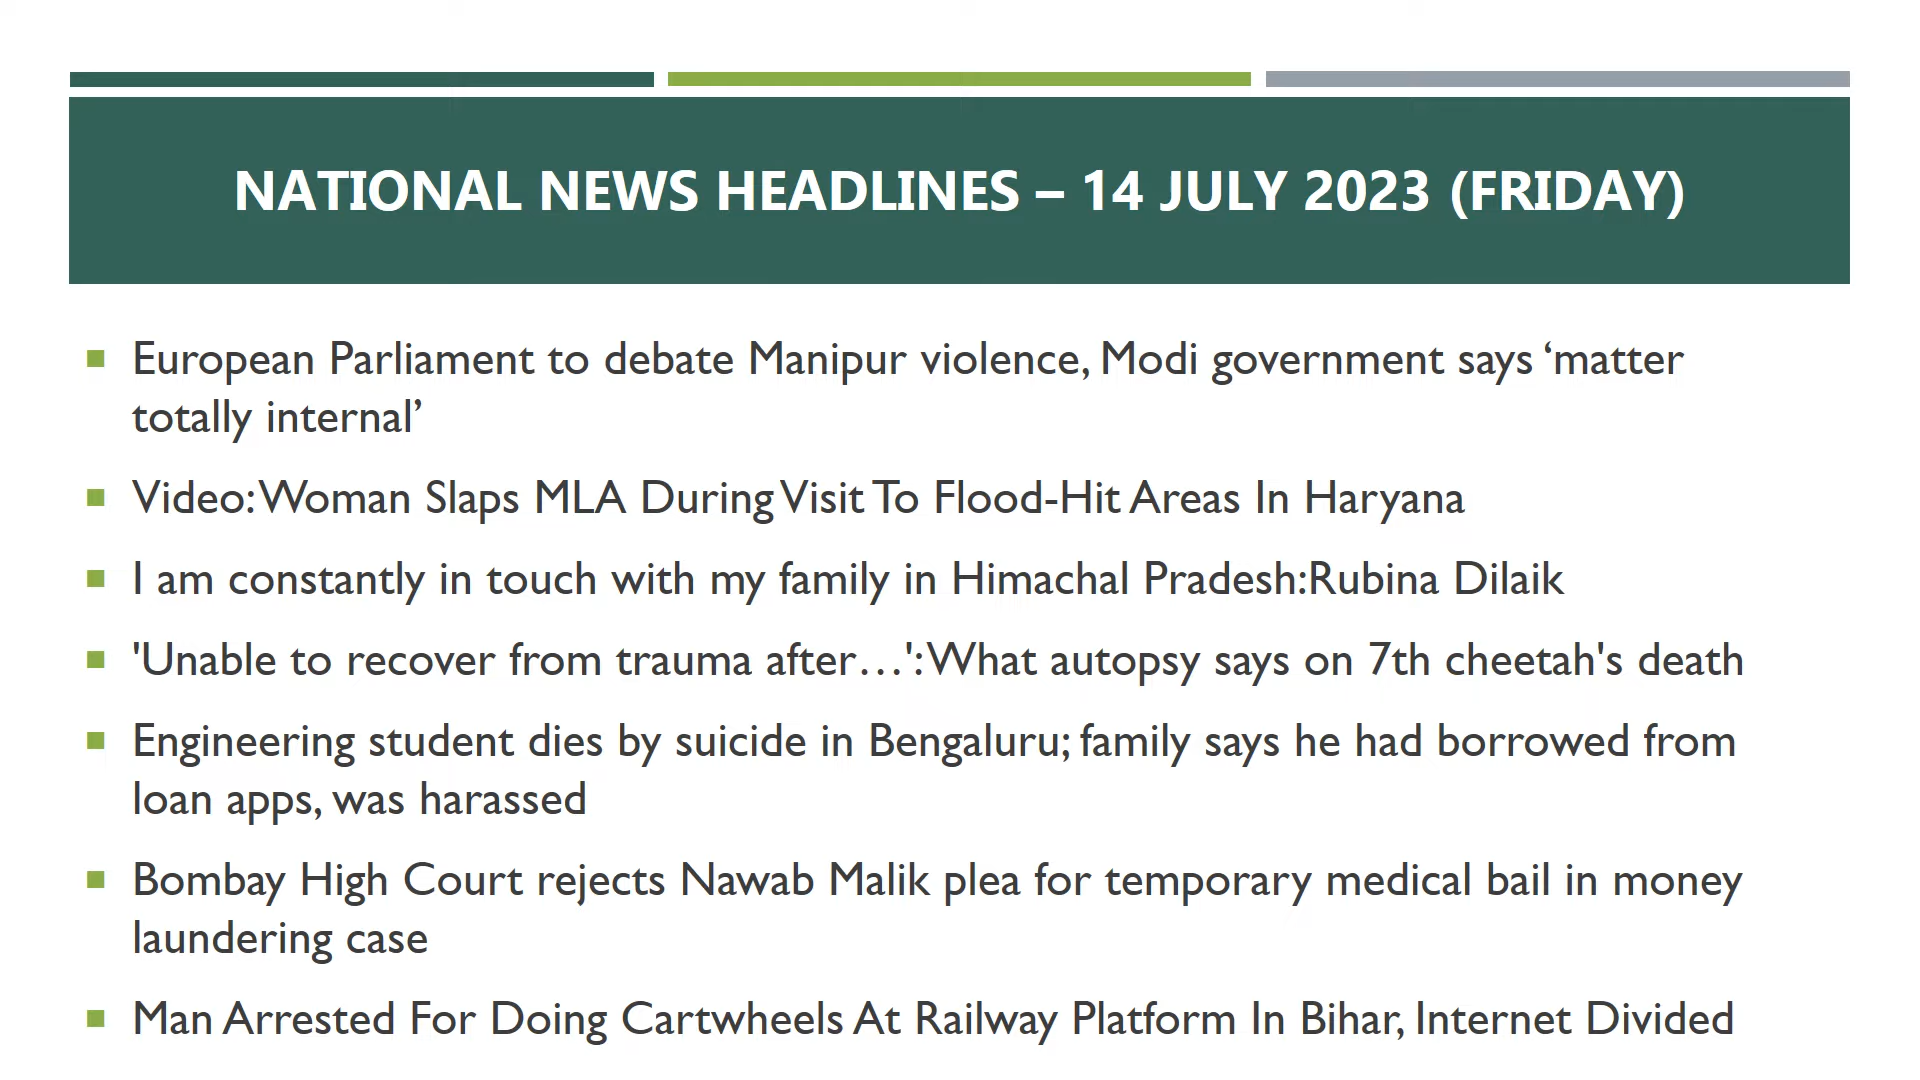 NATIONAL NEWS HEADLINES – 14 JULY 2023 (FRIDAY)
European Parliament to debate Manipur violence, Modi government says ‘matter
totally internal’
Video: Woman Slaps MLA During Visit To Flood-Hit Areas In Haryana
I am constantly in touch with my family in Himachal Pradesh:Rubina Dilaik
'Unable to recover from trauma after…': What autopsy says on 7th cheetah's death
Engineering student dies by suicide in Bengaluru; family says he had borrowed from
loan apps, was harassed
Bombay High Court rejects Nawab Malik plea for temporary medical bail in money
laundering case
Man Arrested For Doing Cartwheels At Railway Platform In Bihar, Internet Divided